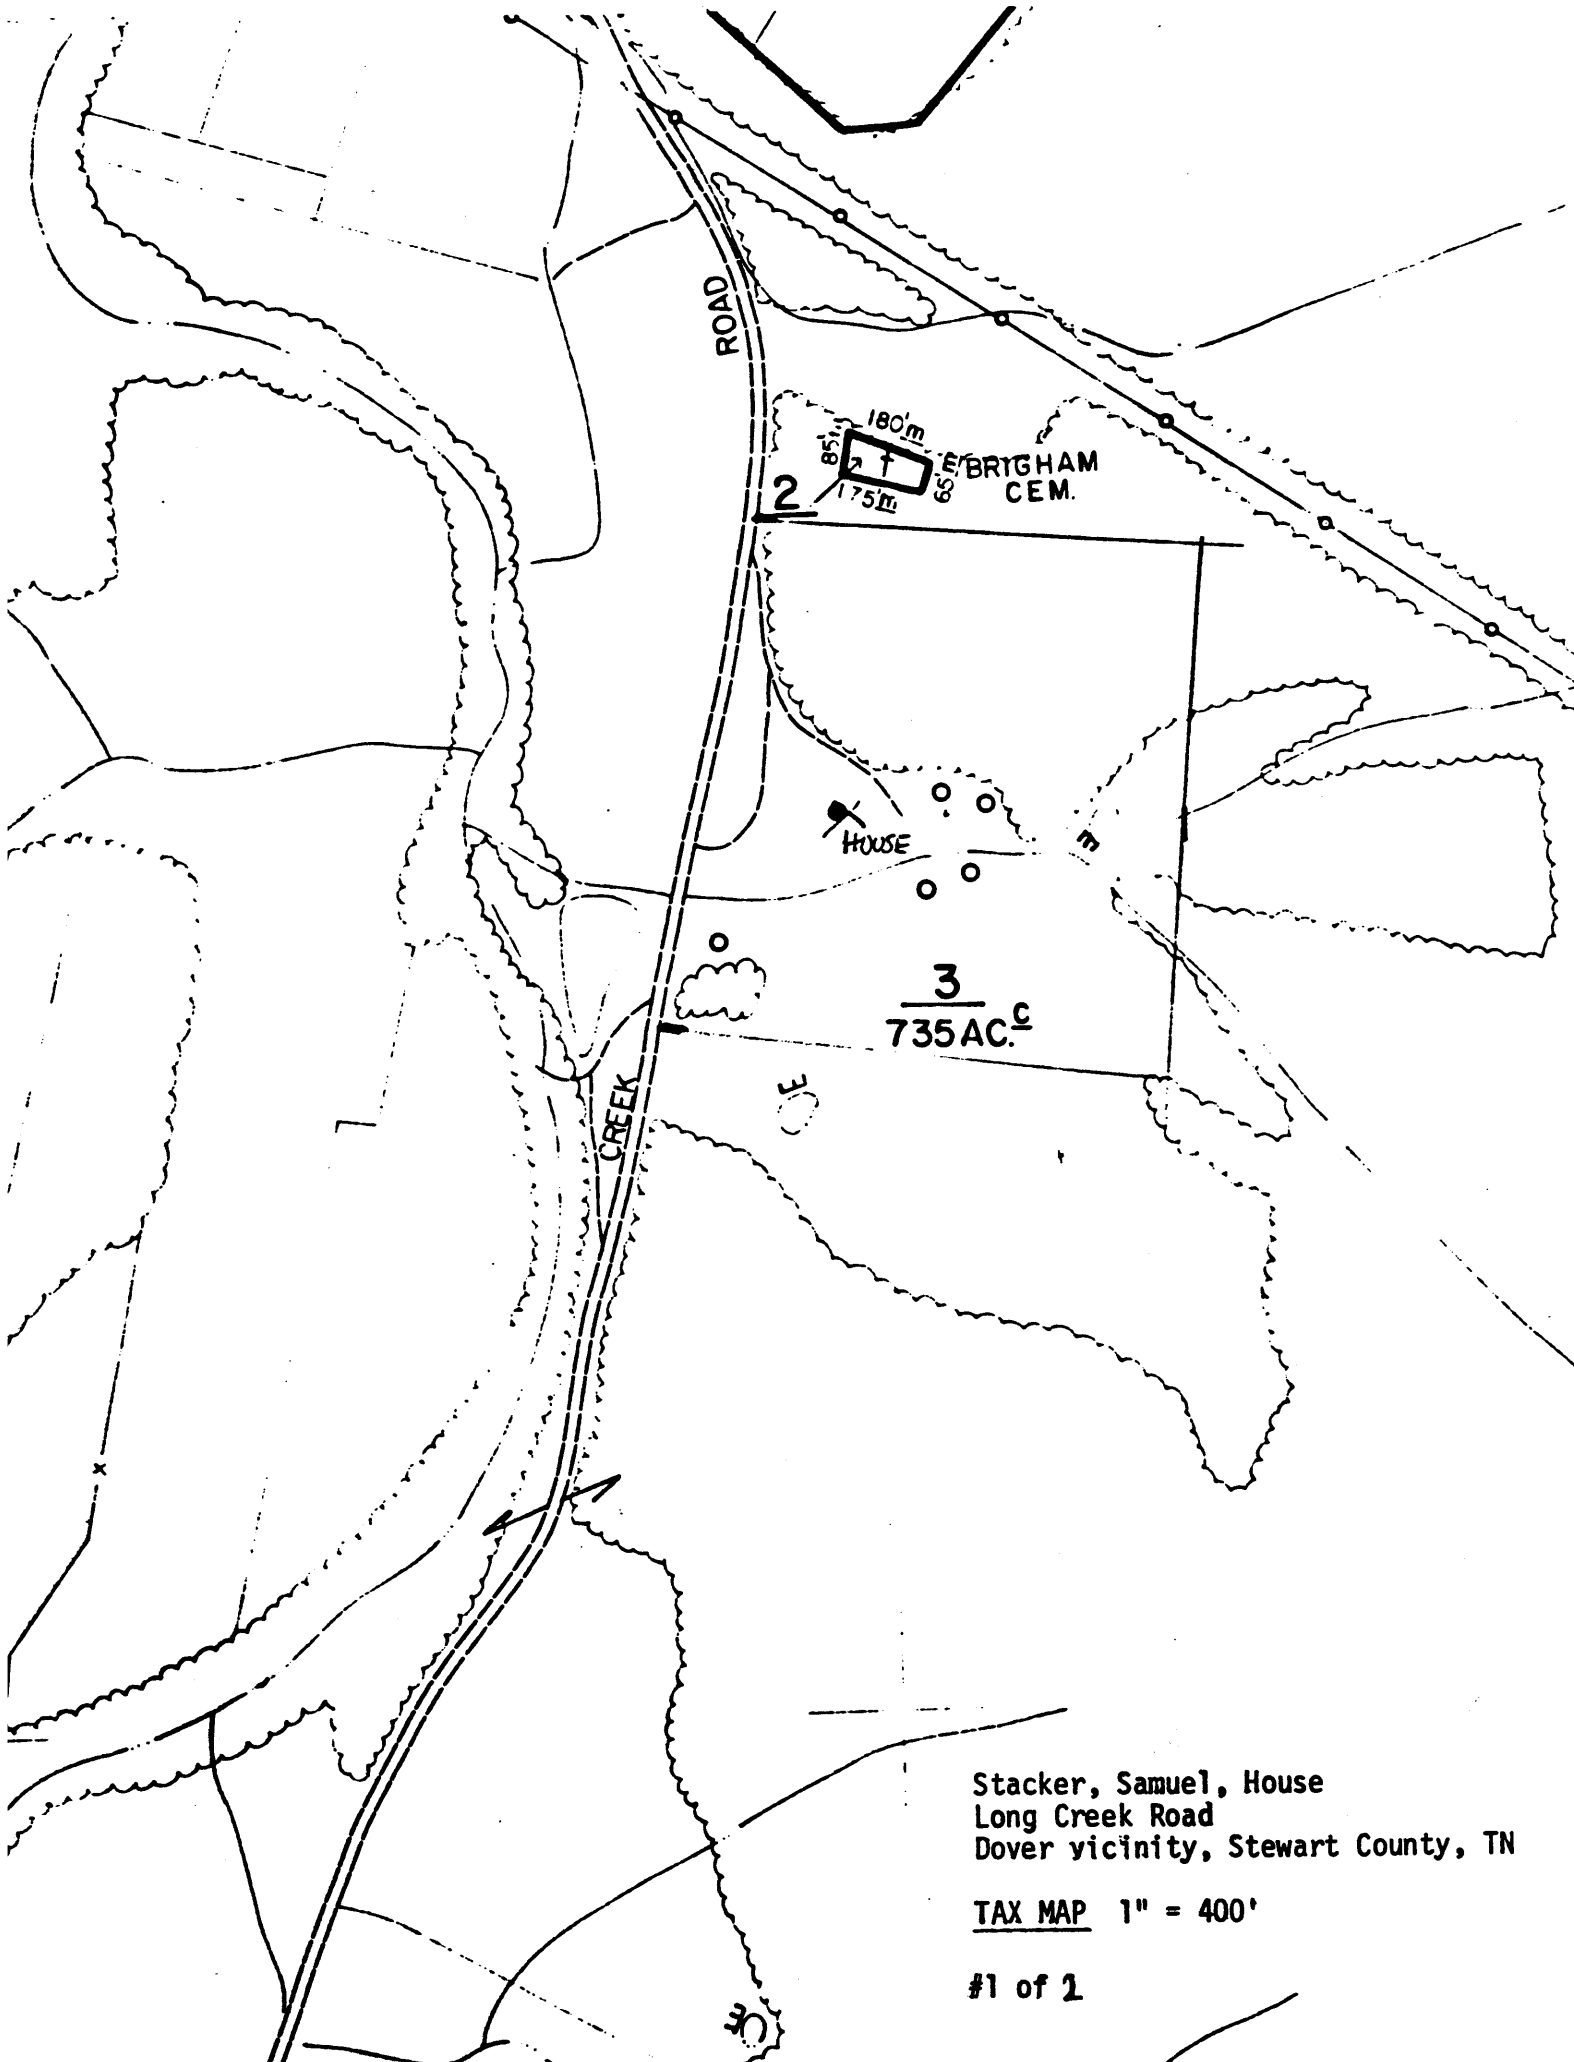 ROAD
180'm
85'
BRIGHAM
CEM.
65'
175'm
2
HOUSE
3
735 AC. c
CREEK
Stacker, Samuel, House
Long Creek Road
Dover vicinity, Stewart County, TN
TAX MAP 1" = 400'
#1 of 2